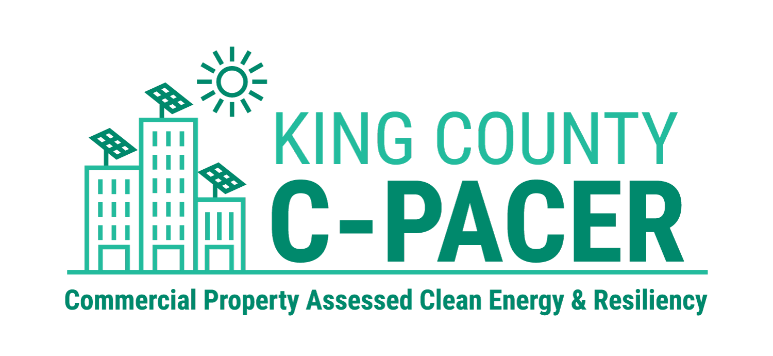 KING COUNTY
C-PACER
Commercial Property Assessed Clean Energy & Resiliency